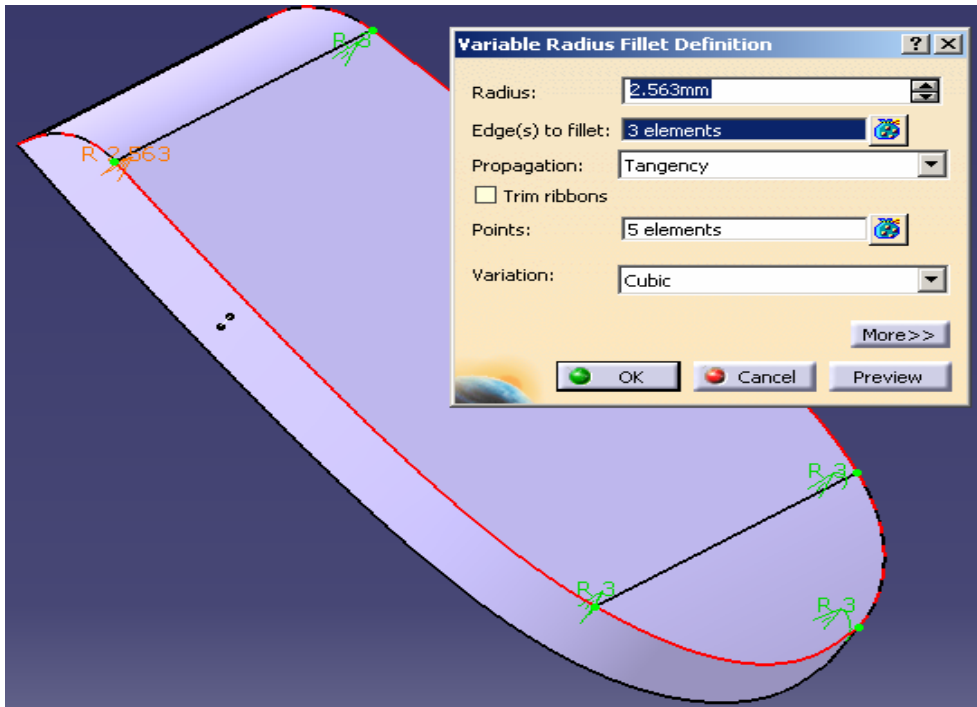 Variable Radius Fillet Definition
Radius: 2.563mm
Edge(s) to fillet: 3 elements
Propagation: Tangency
Trim ribbons
Points: 5 elements
Variation: Cubic
More>>
OK Cancel Preview
R 3
R 2.563
R 3
R 3
R 3